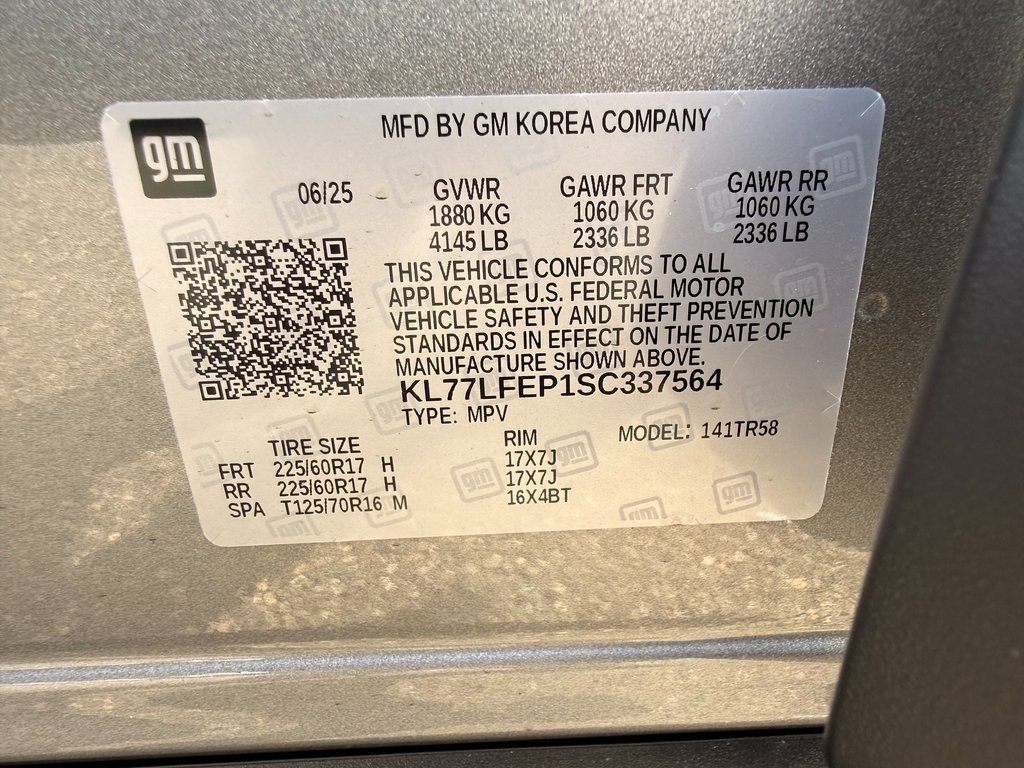 gm
MFD BY GM KOREA COMPANY
06/25 GVWR GAWR FRT GAWR RR
1880 KG 1060 KG 1060 KG
4145 LB 2336 LB 2336 LB
THIS VEHICLE CONFORMS TO ALL
APPLICABLE U.S. FEDERAL MOTOR
VEHICLE SAFETY AND THEFT PREVENTION
STANDARDS IN EFFECT ON THE DATE OF
MANUFACTURE SHOWN ABOVE.
KL77LFEP1SC337564
TYPE: MPV
MODEL: 141TR58
TIRE SIZE RIM
FRT 225/60R17 H 17X7J
RR 225/60R17 H 17X7J
SPA T125/70R16 M 16X4BT